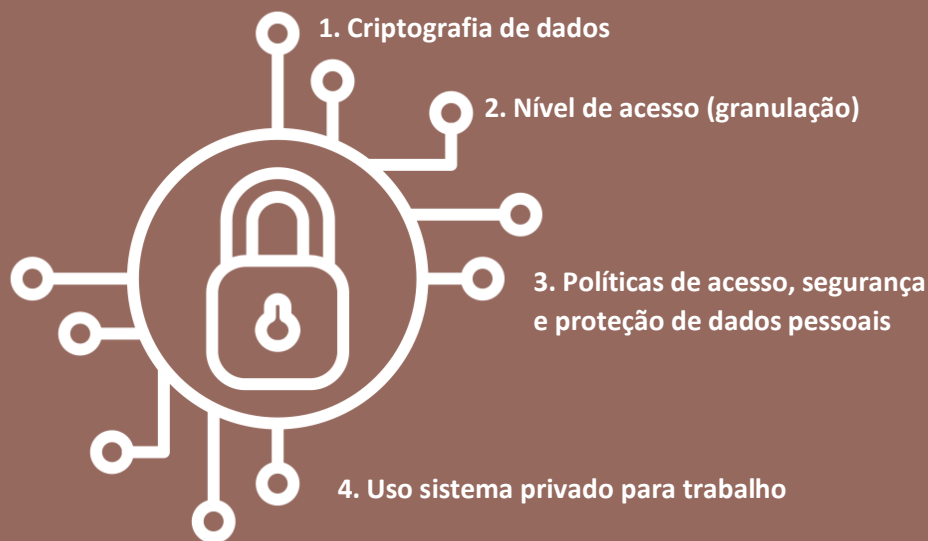 1. Criptografia de dados
2. Nível de acesso (granulação)
3. Políticas de acesso, segurança
e proteção de dados pessoais
4. Uso sistema privado para trabalho